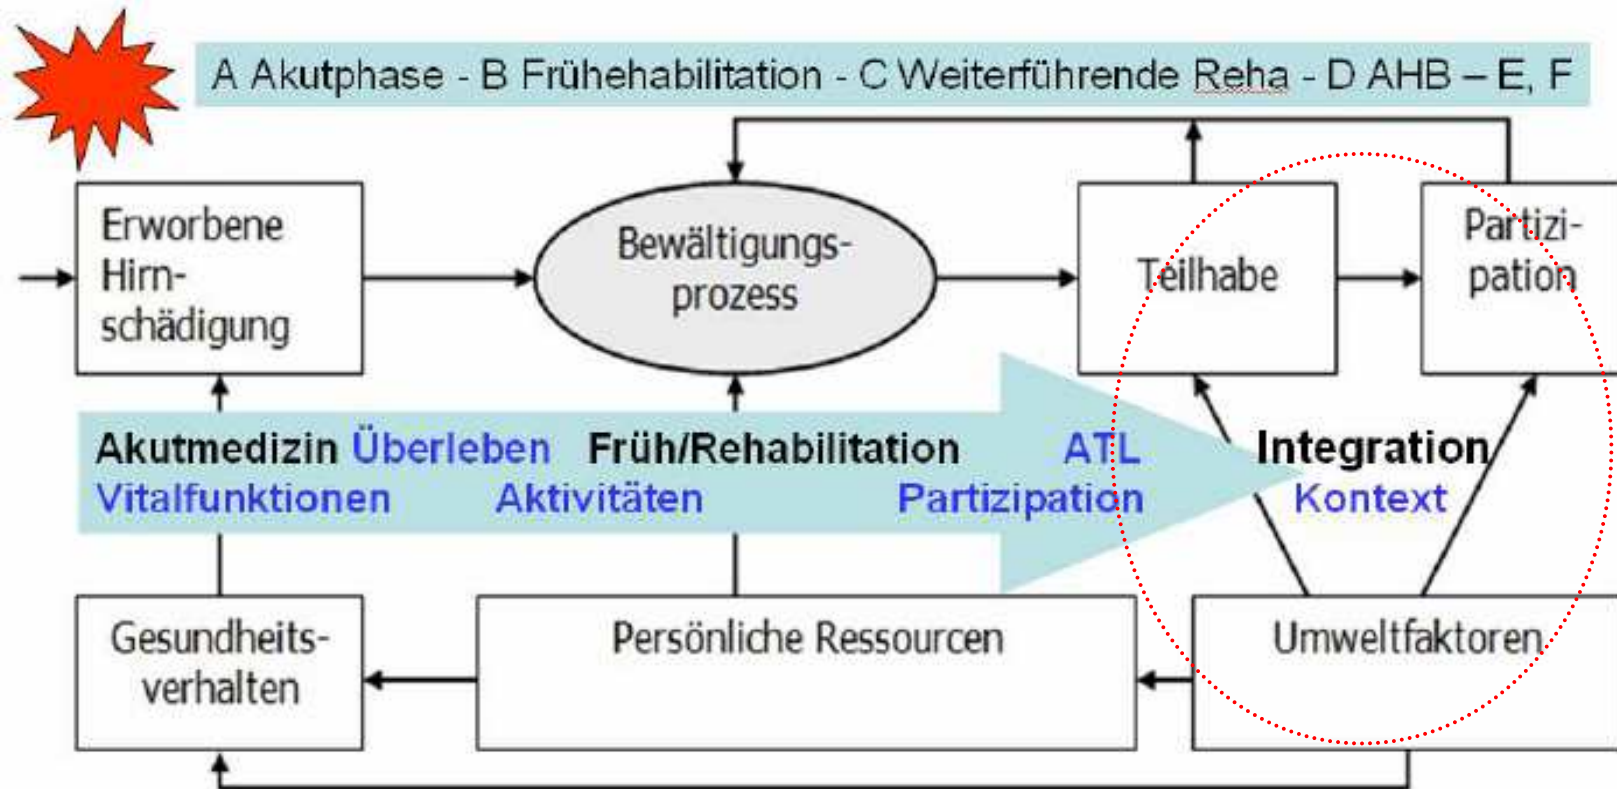 A Akutphase - B Frühehabilitation - C Weiterführende Reha - D AHB – E, F
Erworbene
Hirn-
schädigung
Bewältigungs-
prozess
Teilhabe
Partizi-
pation
Akutmedizin Überleben Früh/Rehabilitation ATL Integration
Vitalfunktionen Aktivitäten Partizipation Kontext
Gesundheits-
verhalten
Persönliche Ressourcen
Umweltfaktoren